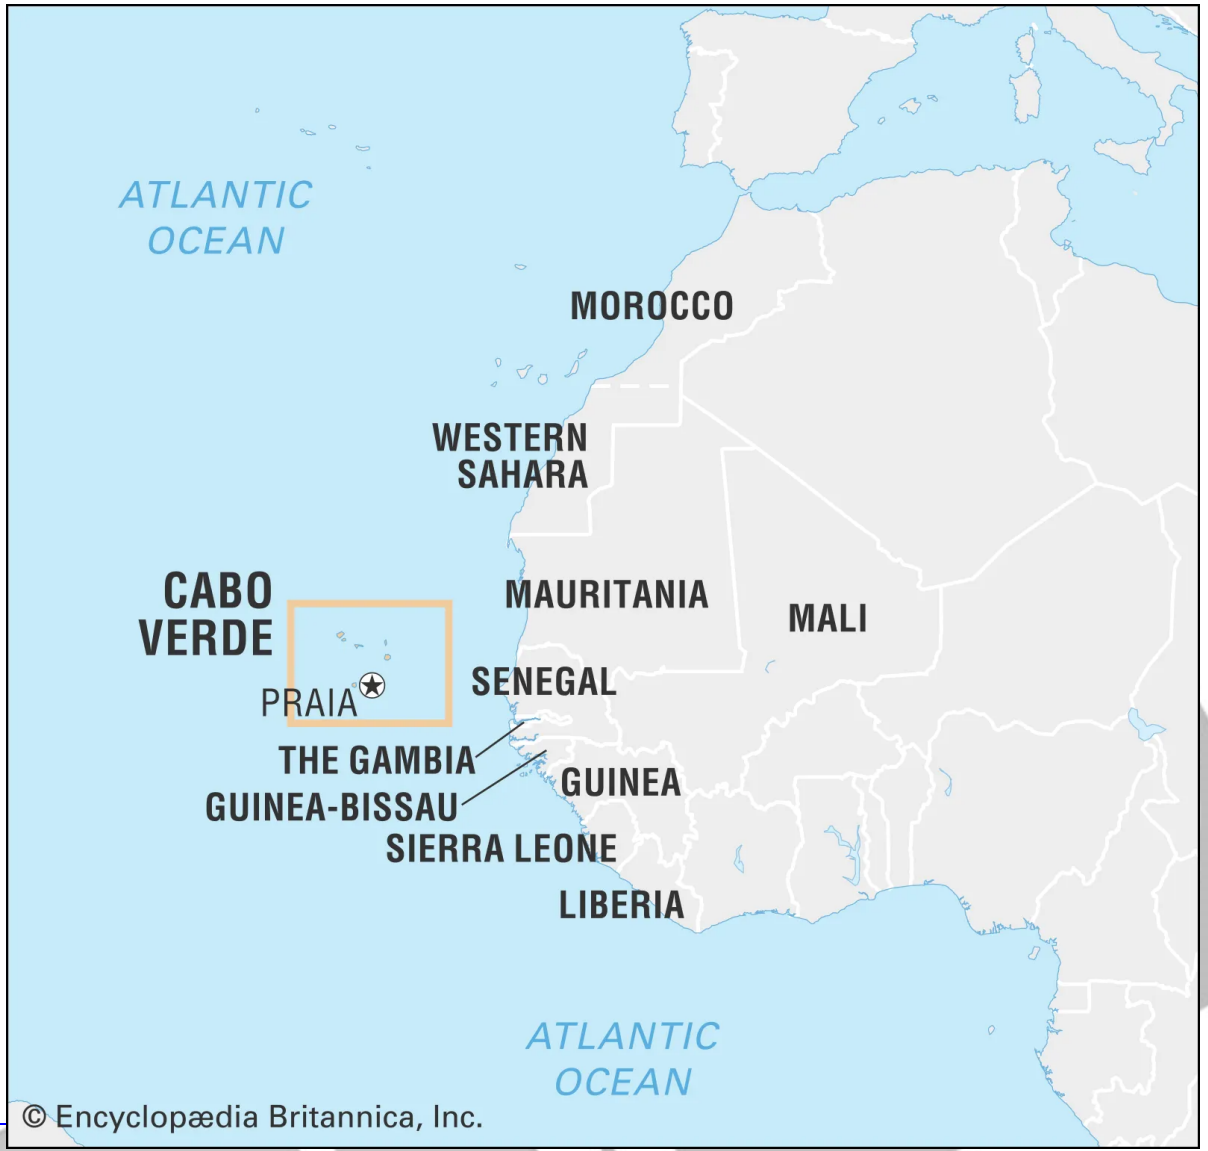 ATLANTIC
OCEAN
MOROCCO
WESTERN
SAHARA
CABO
VERDE
MAURITANIA
MALI
SENEGAL
PRAIA
THE GAMBIA
GUINEA
GUINEA-BISSAU
SIERRA LEONE
LIBERIA
ATLANTIC
OCEAN
© Encyclopædia Britannica, Inc.